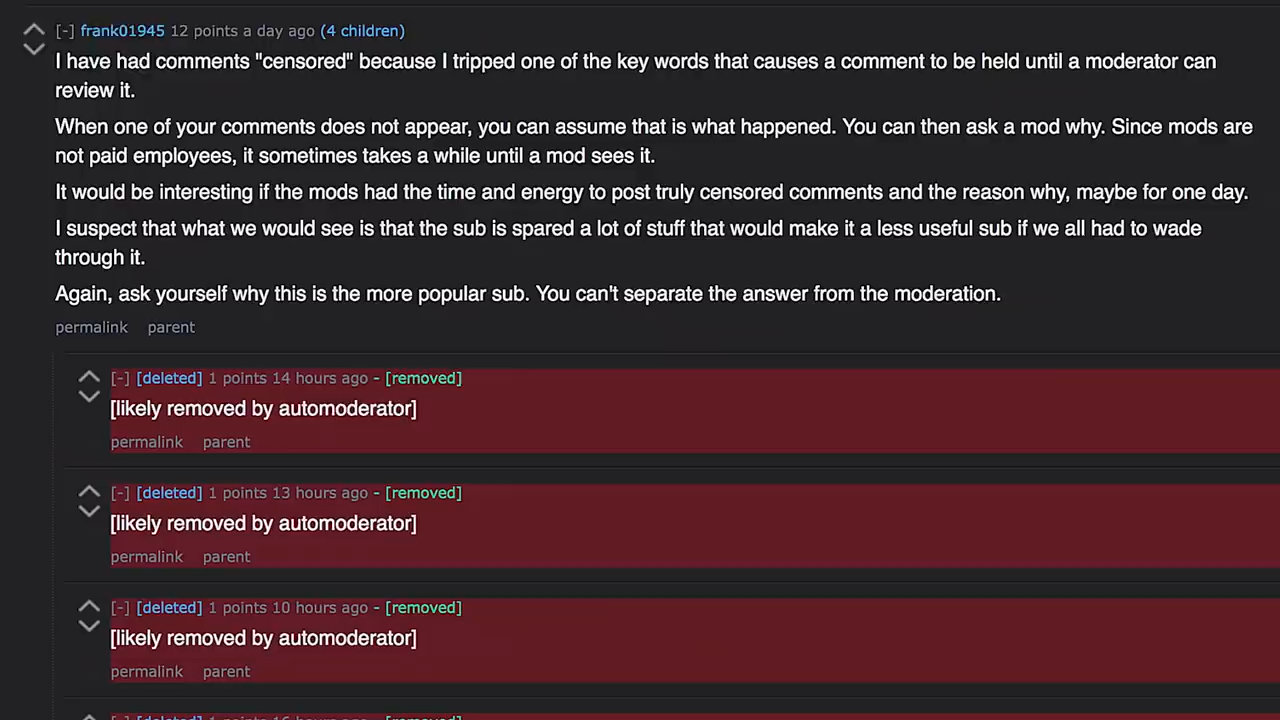 [-] frank01945 12 points a day ago (4 children)
I have had comments "censored" because I tripped one of the key words that causes a comment to be held until a moderator can
review it.
When one of your comments does not appear, you can assume that is what happened. You can then ask a mod why. Since mods are
not paid employees, it sometimes takes a while until a mod sees it.
It would be interesting if the mods had the time and energy to post truly censored comments and the reason why, maybe for one day.
I suspect that what we would see is that the sub is spared a lot of stuff that would make it a less useful sub if we all had to wade
through it.
Again, ask yourself why this is the more popular sub. You can't separate the answer from the moderation.
permalink parent
[-] [deleted] 1 points 14 hours ago - [removed]
[likely removed by automoderator]
permalink parent
[-] [deleted] 1 points 13 hours ago - [removed]
[likely removed by automoderator]
permalink parent
[-] [deleted] 1 points 10 hours ago - [removed]
[likely removed by automoderator]
permalink parent
[-] [deleted] 1 points 16 hours ago - [removed]